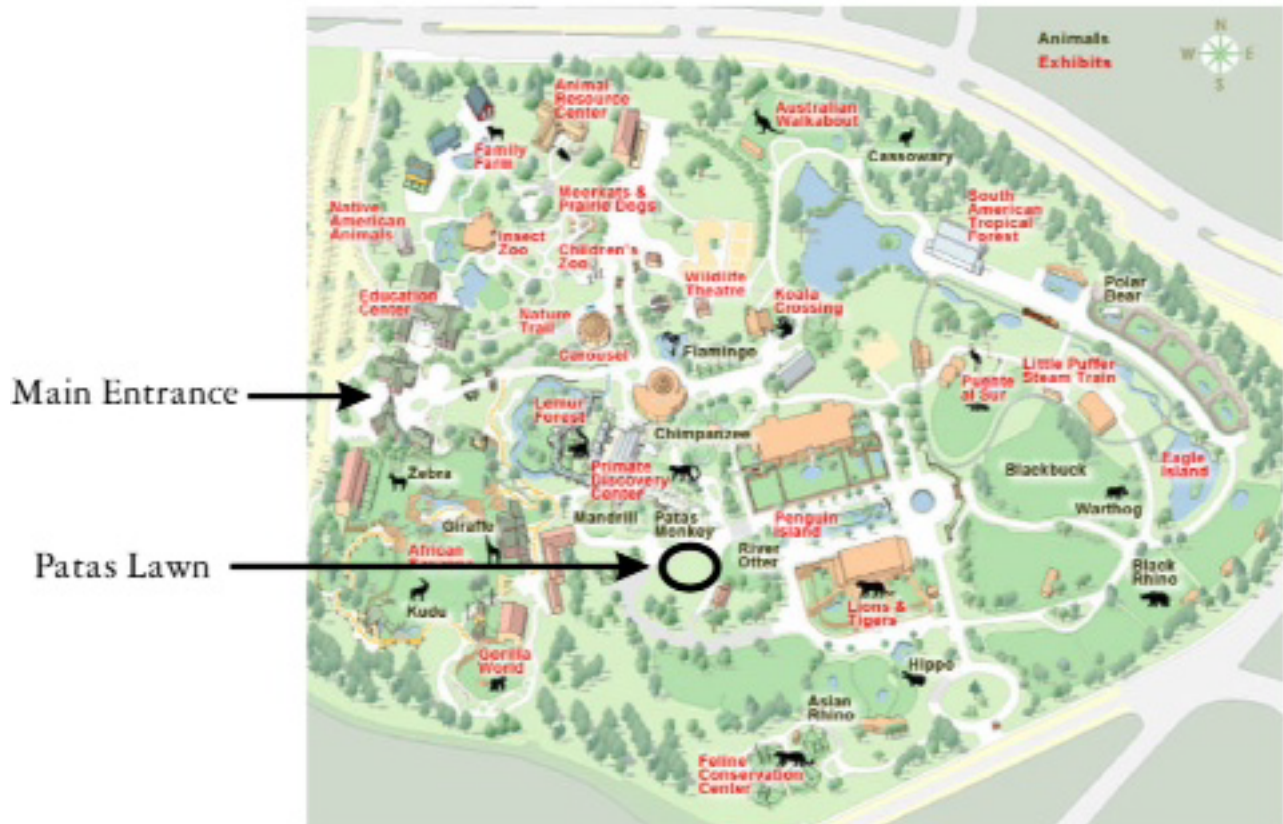 Animals
Exhibits
N
W
E
S
Animal
Resource
Center
Australian
Walkabout
Cassowary
Family
Farm
Meerkats &
Prairie Dogs
South
American
Tropical
Forest
Native
American
Animals
Insect
Zoo
Children's
Zoo
Wildlife
Theatre
Koala
Crossing
Polar
Bear
Education
Center
Nature
Trail
Carousel
Flamingo
Little Puffer
Steam Train
Puente
al Sur
Main Entrance
Lemur
Forest
Chimpanzee
Primate
Discovery
Center
Blackbuck
Eagle
Island
Zebra
Warthog
Giraffe
Mandrill
Patas
Monkey
Penguin
Island
River
Otter
Patas Lawn
African
Black
Rhino
Kudu
Lions &
Tigers
Gorilla
World
Hippo
Asian
Rhino
Feline
Conservation
Center